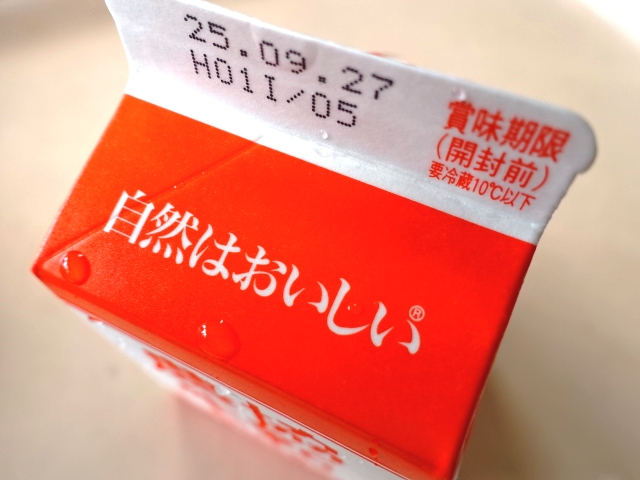 25.09.27
H01I/05
賞味期限
(開封前)
要冷蔵10℃以下
自然はおいしい®